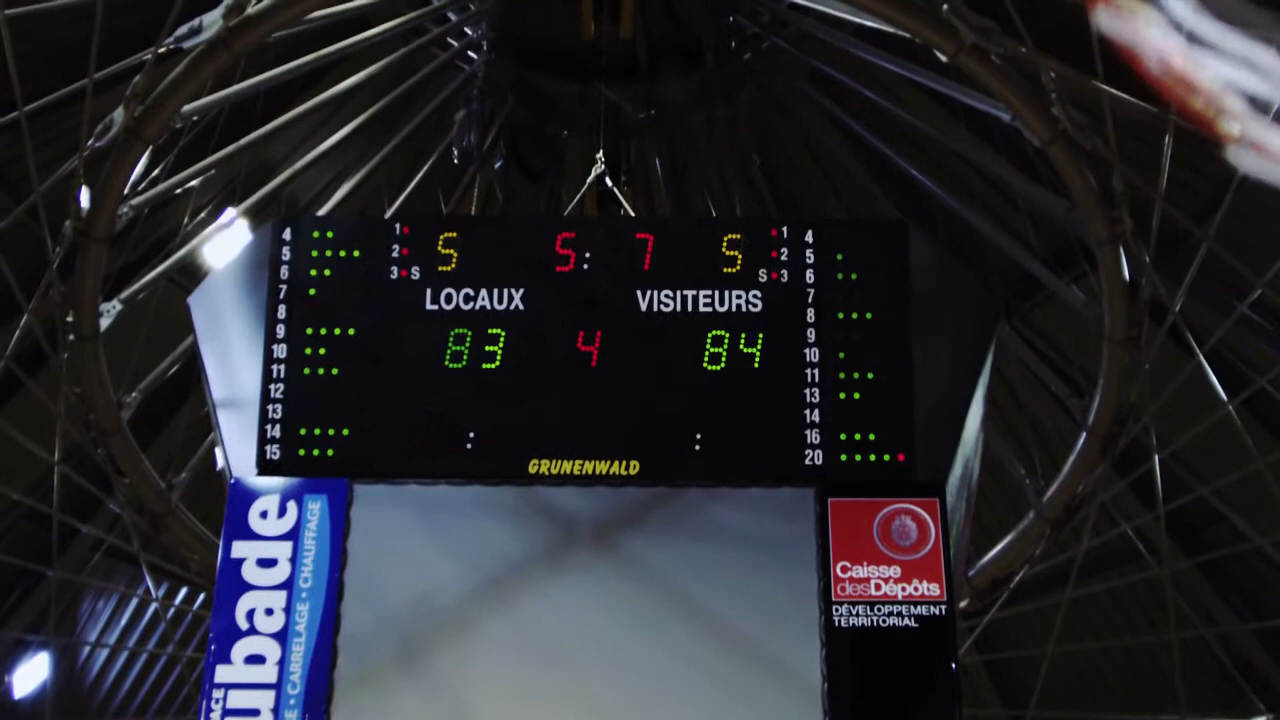 4 1 5 5: 7 5 1 4
5 2 2 5
6 3 S S 3 6
7 LOCAUX VISITEURS 7
8 8
9 9
10 83 4 84 10
11 11
12 13
13 14
14 : : 16
15 20
GRUNENWALD
ubade
E • CARRELAGE • CHAUFFAGE
Caisse
desDépôts
DÉVELOPPEMENT
TERRITORIAL